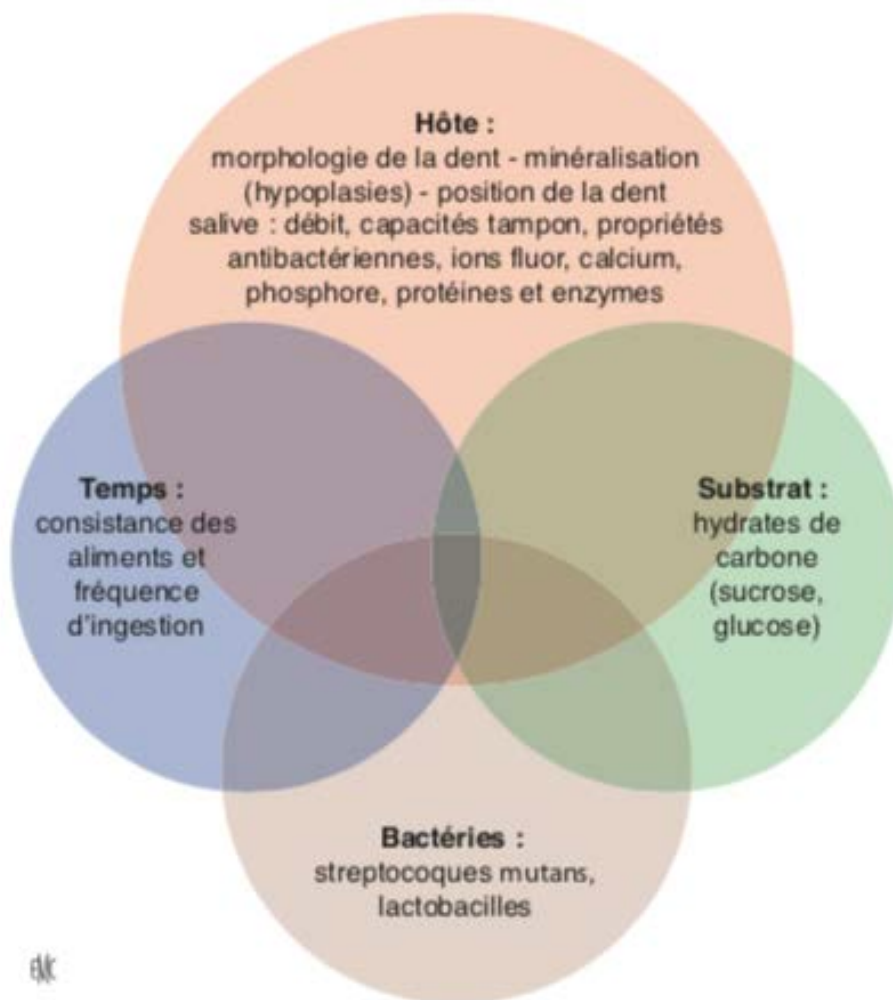 Hôte :
morphologie de la dent - minéralisation
(hypoplasies) - position de la dent
salive : débit, capacités tampon, propriétés
antibactériennes, ions fluor, calcium,
phosphore, protéines et enzymes
Temps :
consistance des
aliments et
fréquence
d'ingestion
Substrat :
hydrates de
carbone
(sucrose,
glucose)
Bactéries :
streptocoques mutans,
lactobacilles
EMC